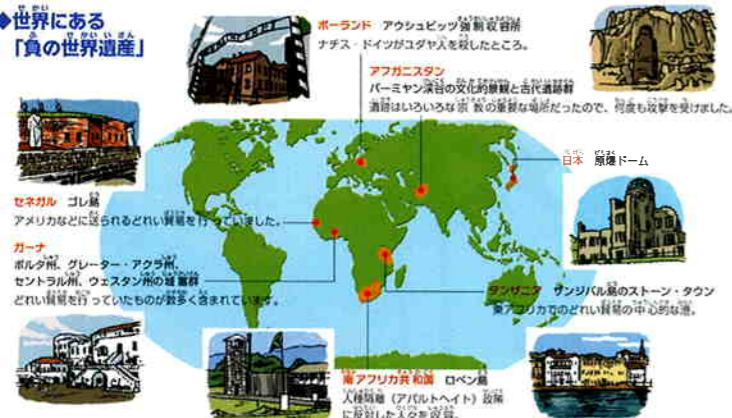 ◆世界にある
「負の世界遺産」
ポーランド アウシュビッツ強制収容所
ナチス・ドイツがユダヤ人を殺したところ。
アフガニスタン
バーミヤン渓谷の文化的景観と古代遺跡群
遺跡はいろいろな宗教の重要な場所だったので、何度も攻撃を受けました。
日本 原爆ドーム
セネガル ゴレ島
アメリカなどに送られるどれい貿易を行っていました。
ガーナ
ボルタ州、グレーター・アクラ州、
セントラル州、ウェスタン州の城塞群
どれい貿易を行っていたものが数多く含まれています。
タンザニア ザンジバル島のストーン・タウン
東アフリカでのどれい貿易の中心的な港。
南アフリカ共和国 ロベン島
人種隔離（アパルトヘイト）政策
に反対した人々を収容。